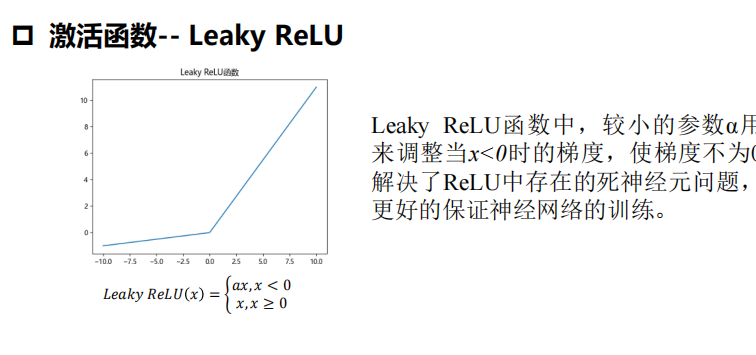 激活函数-- Leaky ReLU
Leaky ReLU函数
10
8
6
4
2
0
−10.0 −7.5 −5.0 −2.5 0.0 2.5 5.0 7.5 10.0
Leaky ReLU(x) = {ax, x < 0
x, x ≥ 0
Leaky ReLU函数中，较小的参数α用
来调整当x<0时的梯度，使梯度不为0
解决了ReLU中存在的死神经元问题，
更好的保证神经网络的训练。